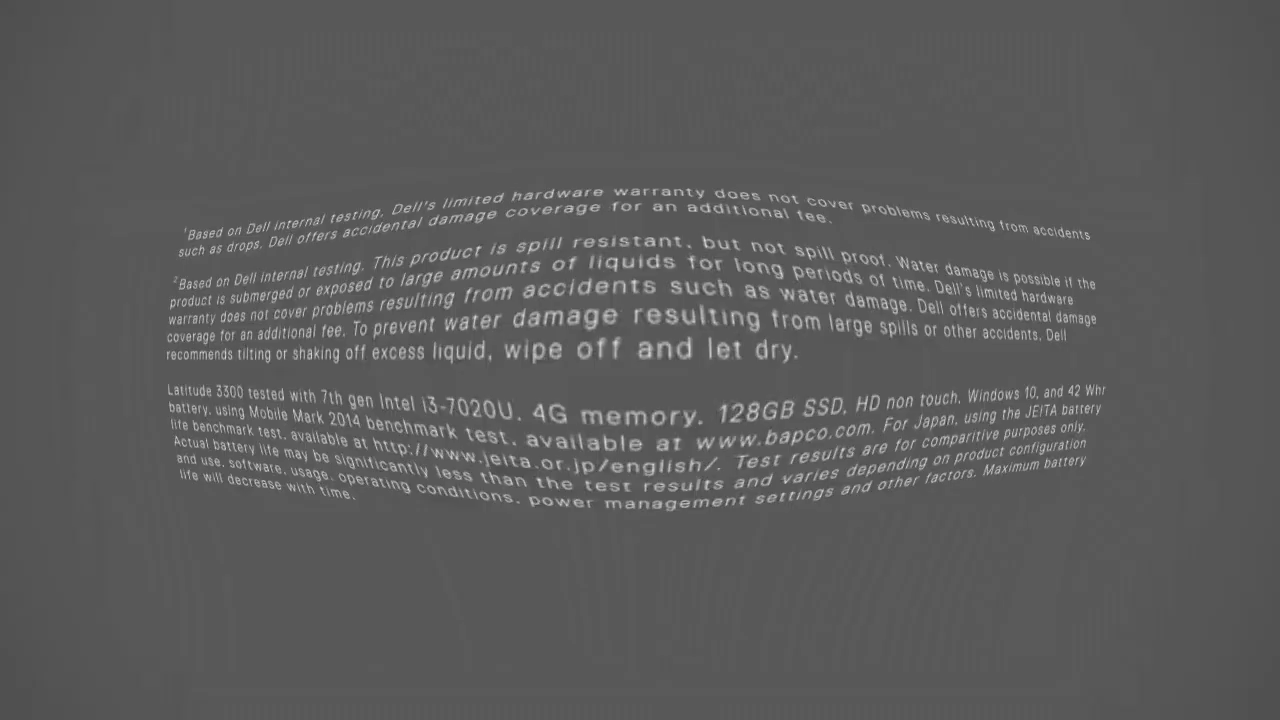 ¹Based on Dell internal testing, Dell's limited hardware warranty does not cover problems resulting from accidents
such as drops. Dell offers accidental damage coverage for an additional fee.
²Based on Dell internal testing. This product is spill resistant, but not spill proof. Water damage is possible if the
product is submerged or exposed to large amounts of liquids for long periods of time. Dell's limited hardware
warranty does not cover problems resulting from accidents such as water damage. Dell offers accidental damage
coverage for an additional fee. To prevent water damage resulting from large spills or other accidents, Dell
recommends tilting or shaking off excess liquid, wipe off and let dry.
Latitude 3300 tested with 7th gen Intel i3-7020U, 4G memory, 128GB SSD, HD non touch, Windows 10, and 42 Whr
battery, using Mobile Mark 2014 benchmark test, available at www.bapco.com. For Japan, using the JEITA battery
life benchmark test, available at http://www.jeita.or.jp/english/. Test results are for comparitive purposes only.
Actual battery life may be significantly less than the test results and varies depending on product configuration
and use, software, usage, operating conditions, power management settings and other factors. Maximum battery
life will decrease with time.